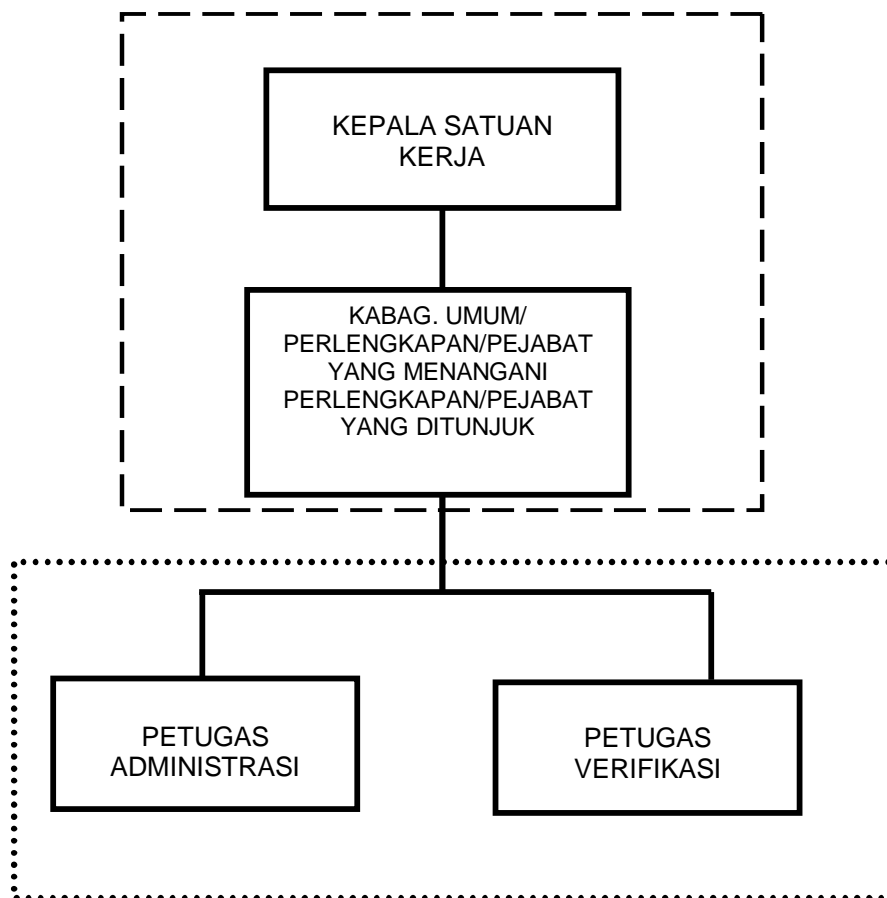 KEPALA SATUAN
KERJA
KABAG. UMUM/
PERLENGKAPAN/PEJABAT
YANG MENANGANI
PERLENGKAPAN/PEJABAT
YANG DITUNJUK
PETUGAS
ADMINISTRASI
PETUGAS
VERIFIKASI